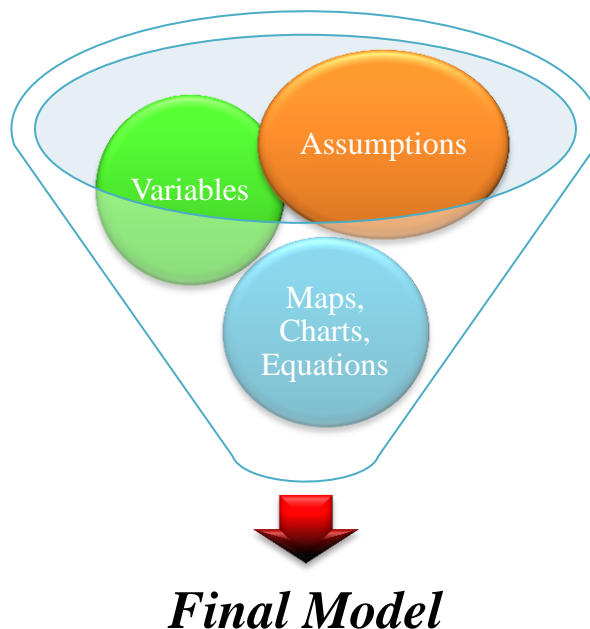 Assumptions
Variables
Maps,
Charts,
Equations
Final Model